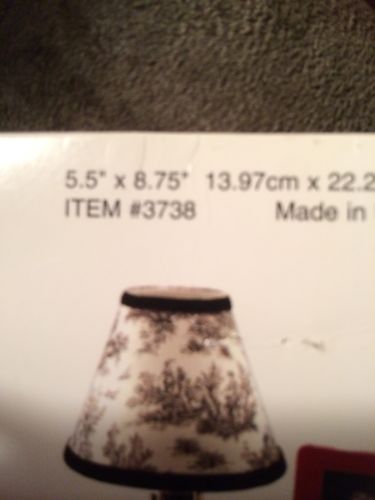 5.5" x 8.75"  13.97cm x 22.2
ITEM #3738  Made in